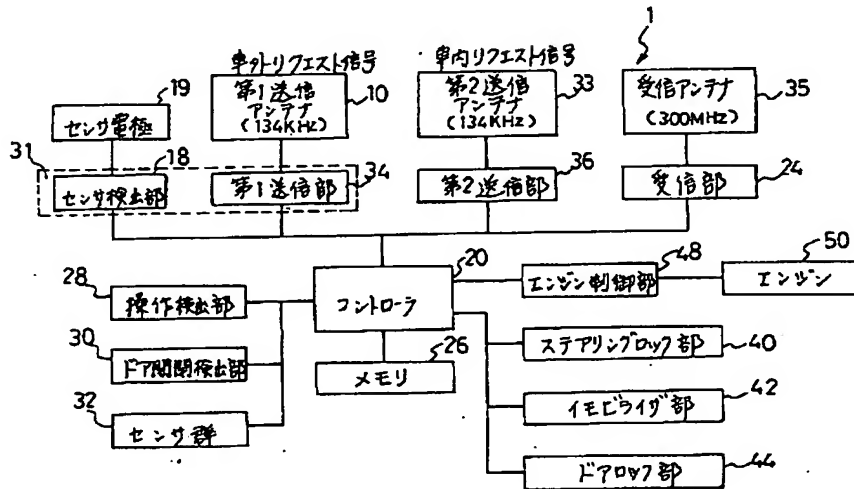 車外リクエスト信号
車内リクエスト信号
1
19
センサ電極
第1送信
アンテナ
(134KHz)
10
第2送信
アンテナ
(134KHz)
33
受信アンテナ
(300MHz)
35
31
18
センサ検出部
第1送信部
34
第2送信部
36
受信部
24
20
コントローラ
48
エンジン制御部
50
エンジン
28
操作検出部
30
ドア開閉検出部
26
メモリ
32
センサ群
ステアリングロック部
40
イモビライザ部
42
ドアロック部
44